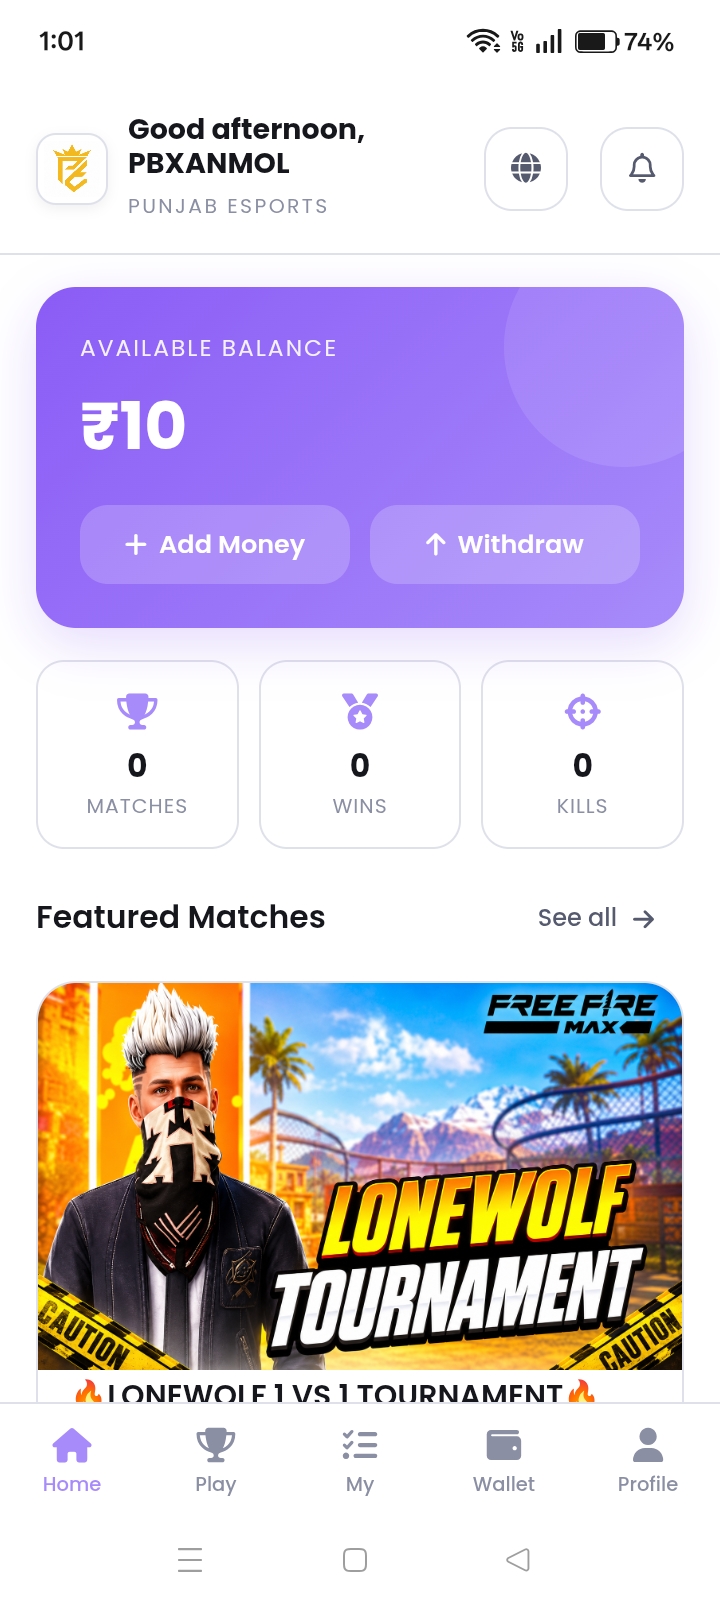 1:01
Vo
5G
74%
Good afternoon,
PBXANMOL
PUNJAB ESPORTS
AVAILABLE BALANCE
₹10
+ Add Money
↑ Withdraw
0
MATCHES
0
WINS
0
KILLS
Featured Matches
See all →
FREE FIRE
MAX
LONEWOLF
TOURNAMENT
CAUTION
CAUTION
🔥LONEWOLF 1 VS 1 TOURNAMENT🔥
Home
Play
My
Wallet
Profile